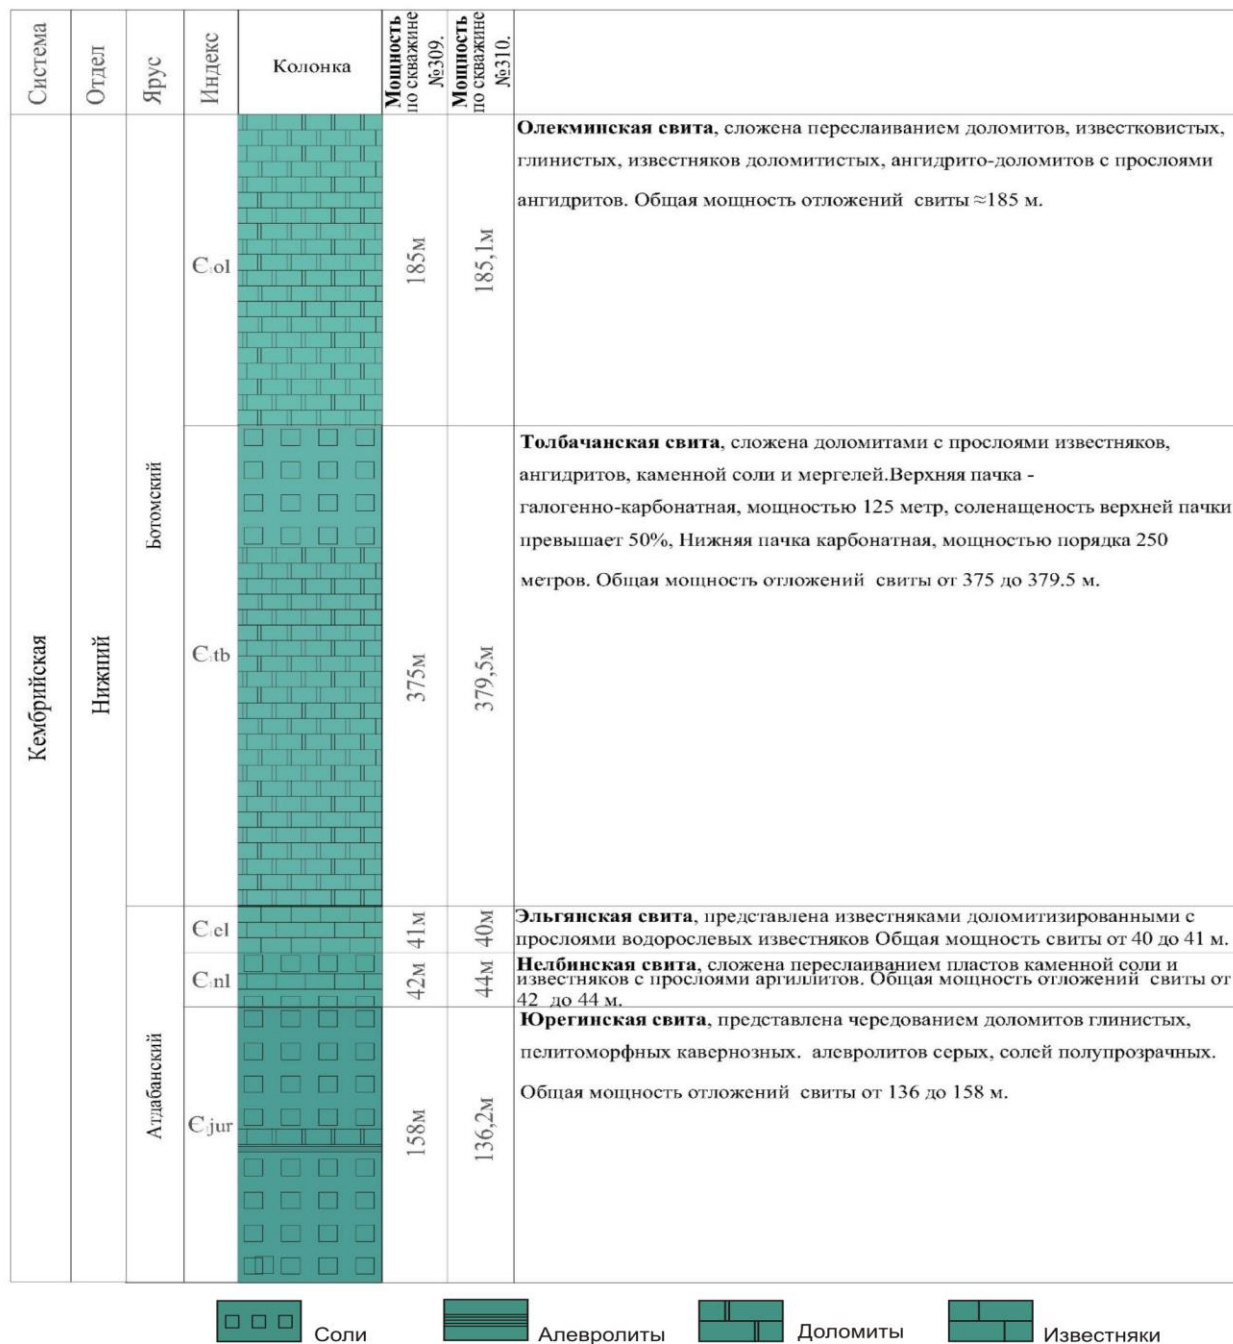 Система
Отдел
Ярус
Индекс
Колонка
Мощность
по скважине
№309.
Мощность
по скважине
№310.
Кембрийская
Нижний
Ботомский
Є₁ol
185м
185,1м
Олекминская свита, сложена переслаиванием доломитов, известковистых,
глинистых, известняков доломитистых, ангидрито-доломитов с прослоями
ангидритов. Общая мощность отложений свиты ≈185 м.
Є₁tb
375м
379,5м
Толбачанская свита, сложена доломитами с прослоями известняков,
ангидритов, каменной соли и мергелей.Верхняя пачка -
галогенно-карбонатная, мощностью 125 метр, соленащеность верхней пачки
превышает 50%, Нижняя пачка карбонатная, мощностью порядка 250
метров. Общая мощность отложений свиты от 375 до 379.5 м.
Атдабанский
Є₁el
41м
40м
Эльгянская свита, представлена известняками доломитизированными с
прослоями водорослевых известняков Общая мощность свиты от 40 до 41 м.
Є₁nl
42м
44м
Нелбинская свита, сложена переслаиванием пластов каменной соли и
известняков с прослоями аргиллитов. Общая мощность отложений свиты от
42 до 44 м.
Є₁jur
158м
136,2м
Юрегинская свита, представлена чередованием доломитов глинистых,
пелитоморфных кавернозных. алевролитов серых, солей полупрозрачных.
Общая мощность отложений свиты от 136 до 158 м.
Соли
Алевролиты
Доломиты
Известняки